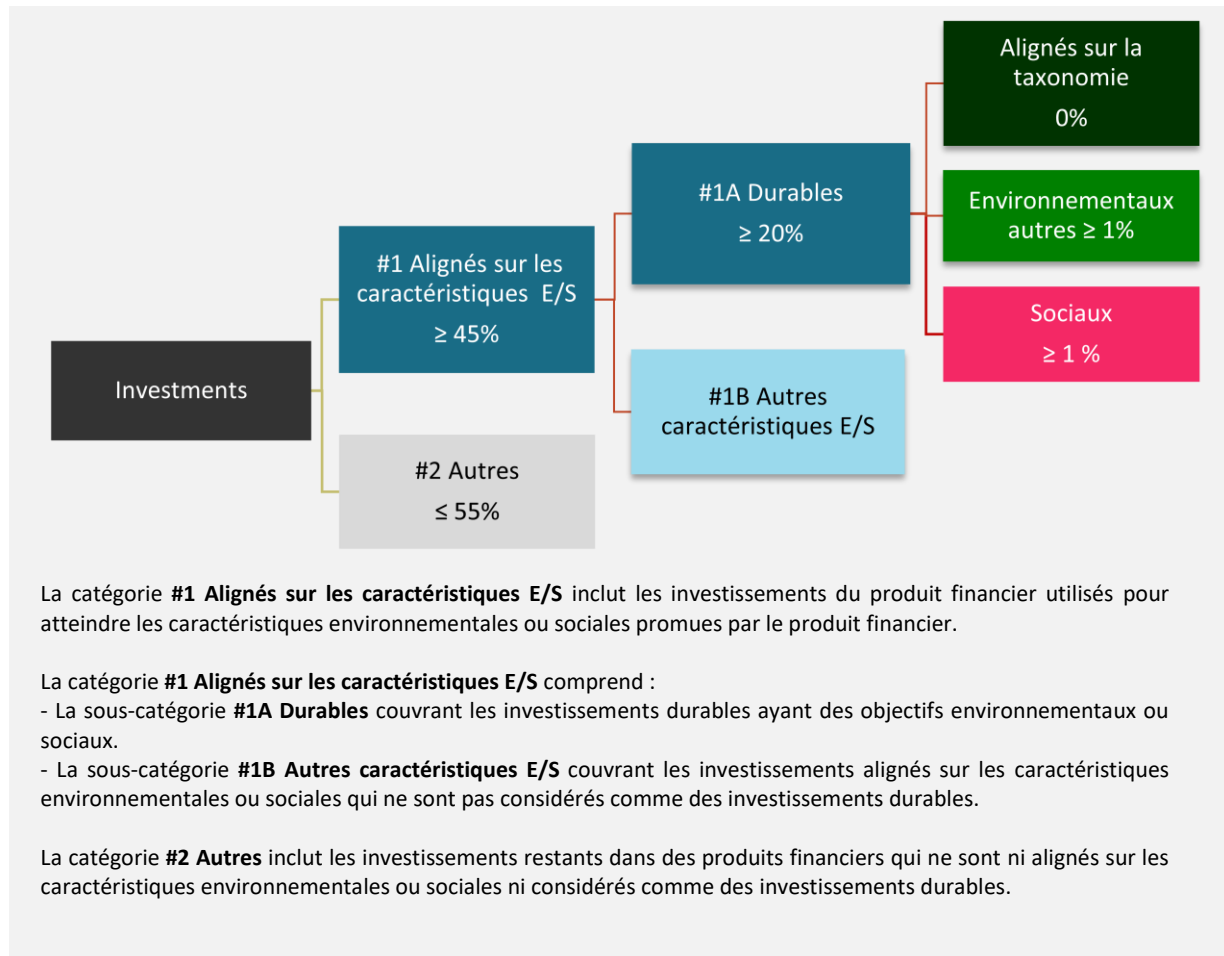 Alignés sur la
taxonomie
0%
#1A Durables
≥ 20%
Environnementaux
autres ≥ 1%
#1 Alignés sur les
caractéristiques E/S
≥ 45%
Sociaux
≥ 1 %
Investments
#1B Autres
caractéristiques E/S
#2 Autres
≤ 55%
La catégorie #1 Alignés sur les caractéristiques E/S inclut les investissements du produit financier utilisés pour
atteindre les caractéristiques environnementales ou sociales promues par le produit financier.
La catégorie #1 Alignés sur les caractéristiques E/S comprend :
- La sous-catégorie #1A Durables couvrant les investissements durables ayant des objectifs environnementaux ou
sociaux.
- La sous-catégorie #1B Autres caractéristiques E/S couvrant les investissements alignés sur les caractéristiques
environnementales ou sociales qui ne sont pas considérés comme des investissements durables.
La catégorie #2 Autres inclut les investissements restants dans des produits financiers qui ne sont ni alignés sur les
caractéristiques environnementales ou sociales ni considérés comme des investissements durables.